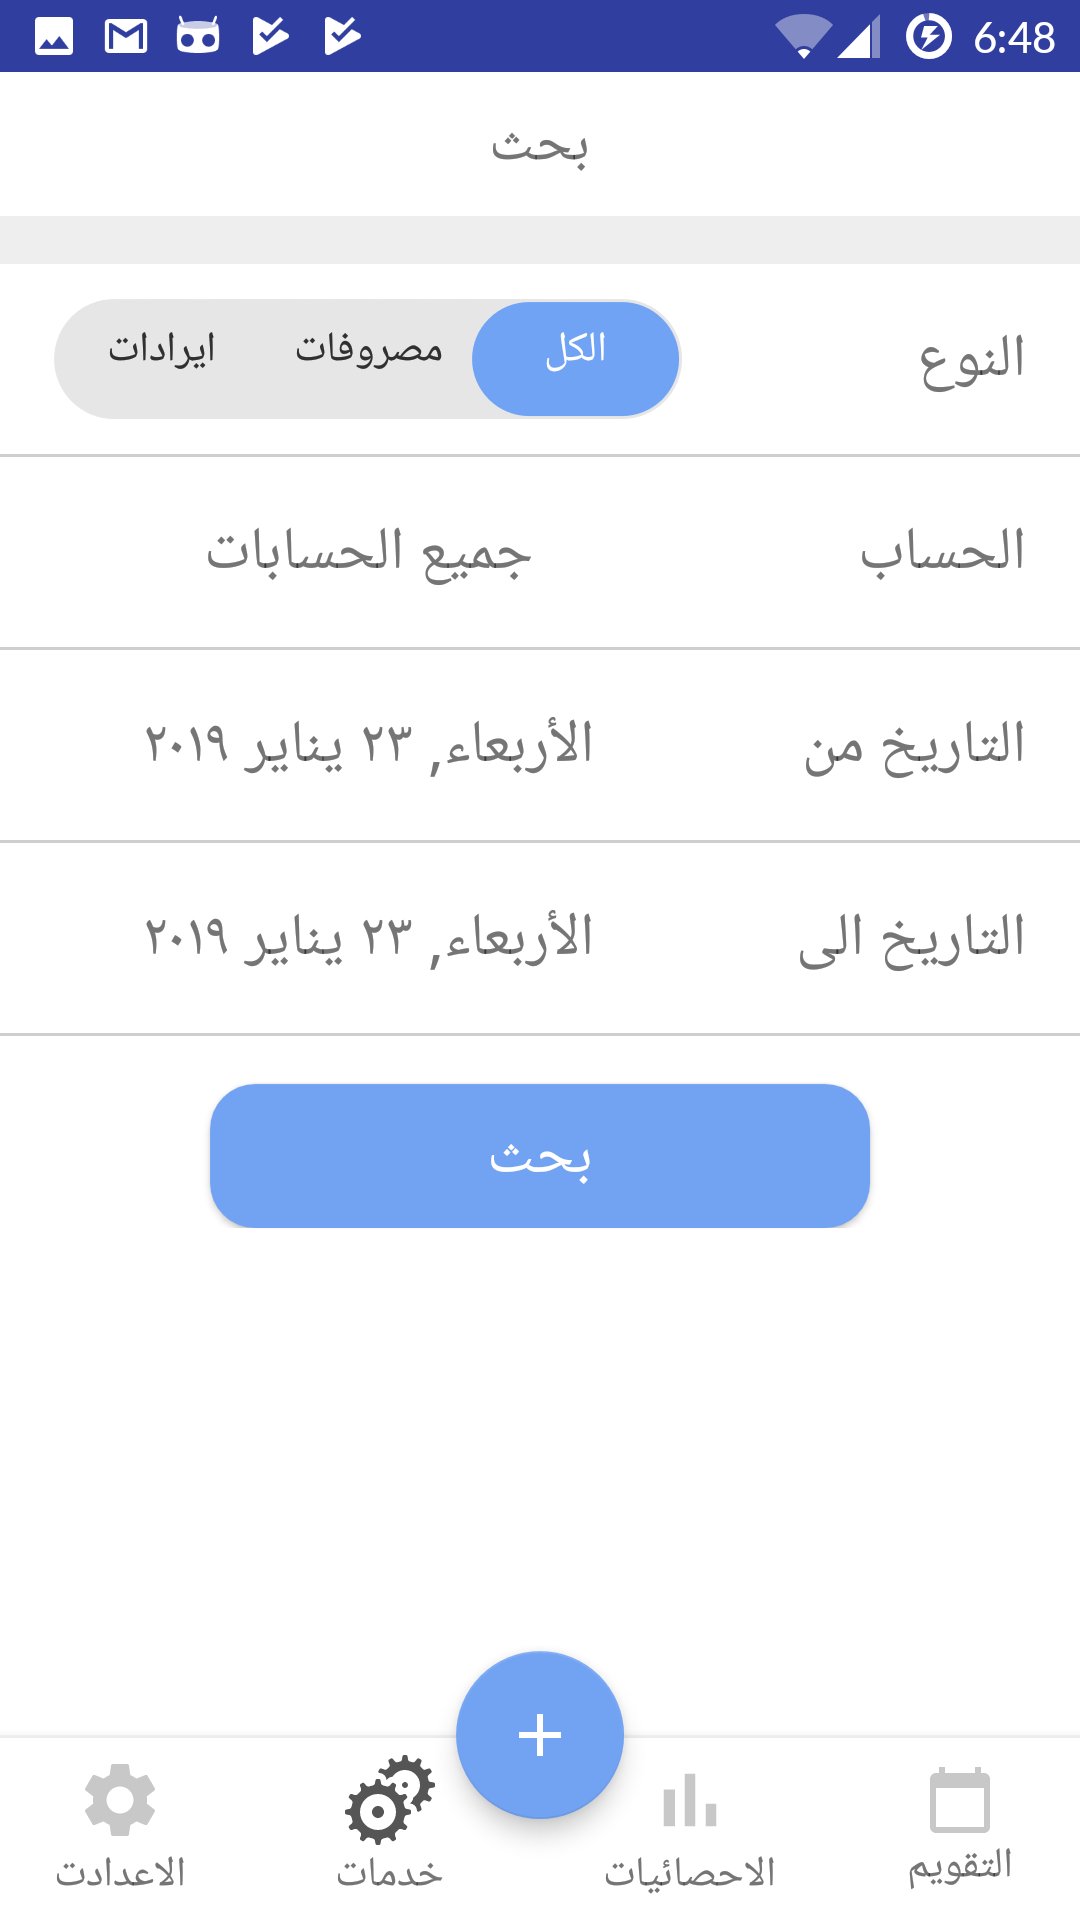 6:48
بحث
النوع الكل مصروفات ايرادات
الحساب جميع الحسابات
التاريخ من الأربعاء, ٢٣ يناير ٢٠١٩
التاريخ الى الأربعاء, ٢٣ يناير ٢٠١٩
بحث
+
التقويم الاحصائيات خدمات الاعدادت